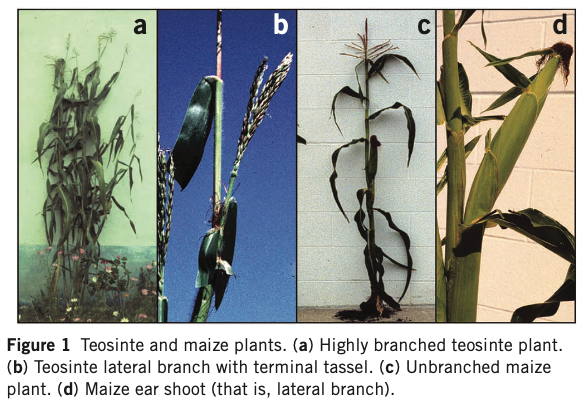 a b c d
Figure 1 Teosinte and maize plants. (a) Highly branched teosinte plant.
(b) Teosinte lateral branch with terminal tassel. (c) Unbranched maize
plant. (d) Maize ear shoot (that is, lateral branch).